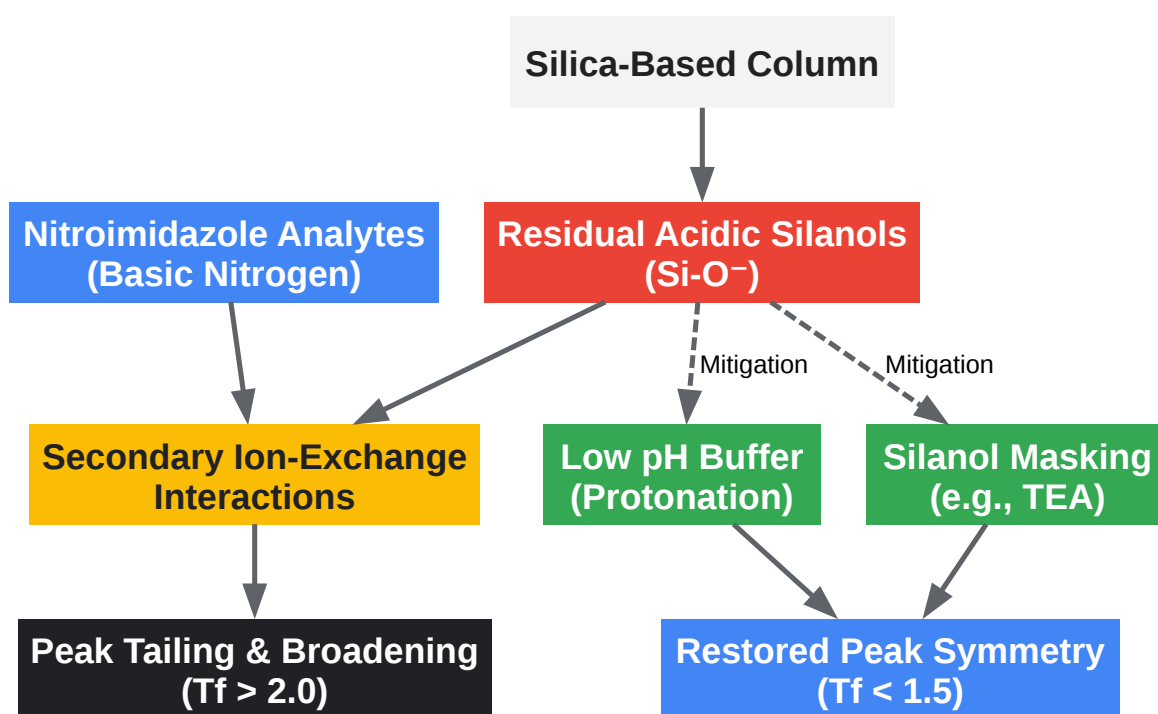 Silica-Based Column
Nitroimidazole Analytes
(Basic Nitrogen)
Residual Acidic Silanols
(Si-O⁻)
Mitigation
Mitigation
Secondary Ion-Exchange
Interactions
Low pH Buffer
(Protonation)
Silanol Masking
(e.g., TEA)
Peak Tailing & Broadening
(Tf > 2.0)
Restored Peak Symmetry
(Tf < 1.5)